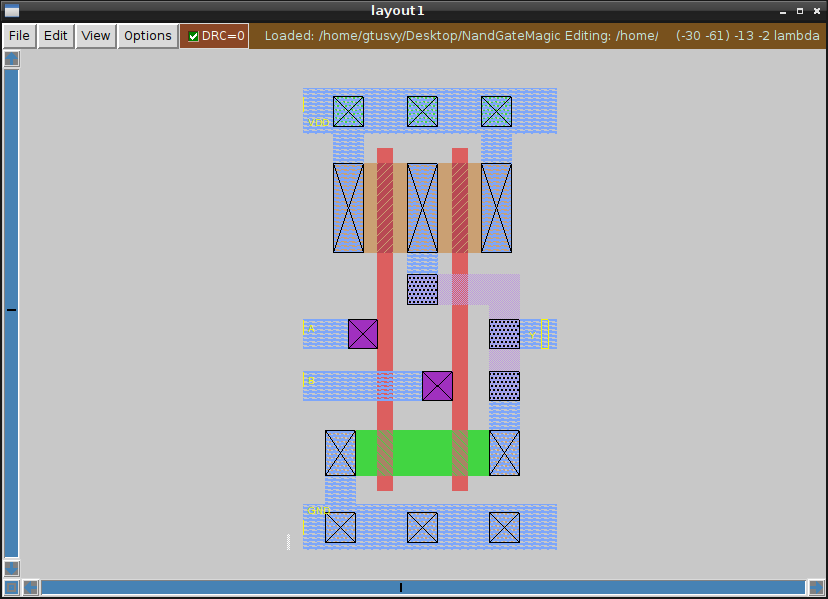 layout1
File Edit View Options DRC=0 Loaded: /home/gtusvy/Desktop/NandGateMagic Editing: /home/ (-30 -61) -13 -2 lambda
VDD
A
Y
B
GND